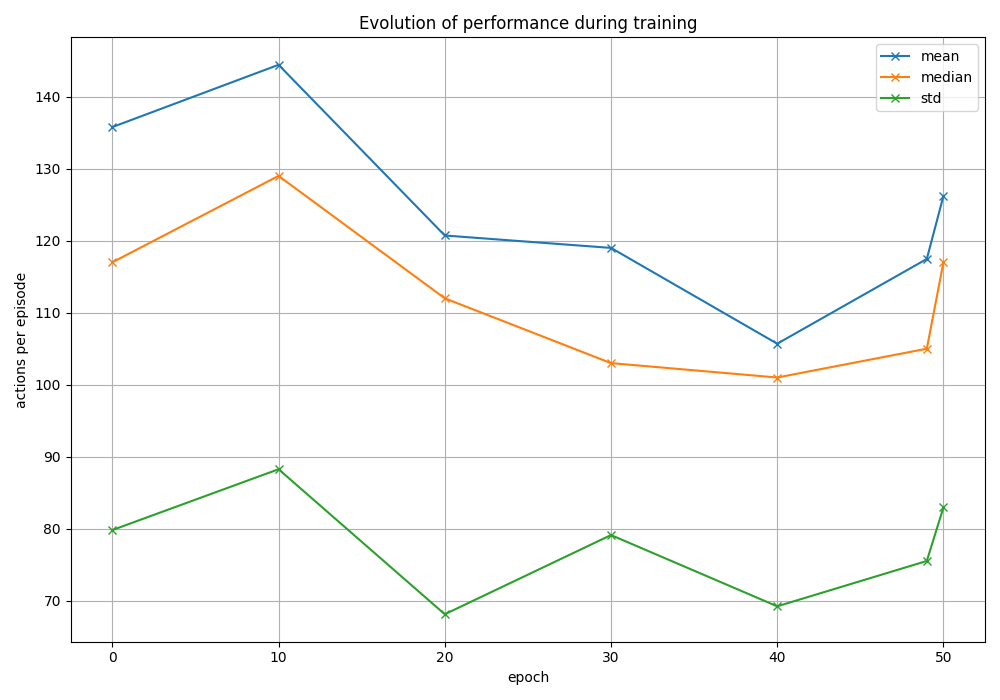 Evolution of performance during training
mean
median
std
actions per episode
140
130
120
110
100
90
80
70
0 10 20 30 40 50
epoch